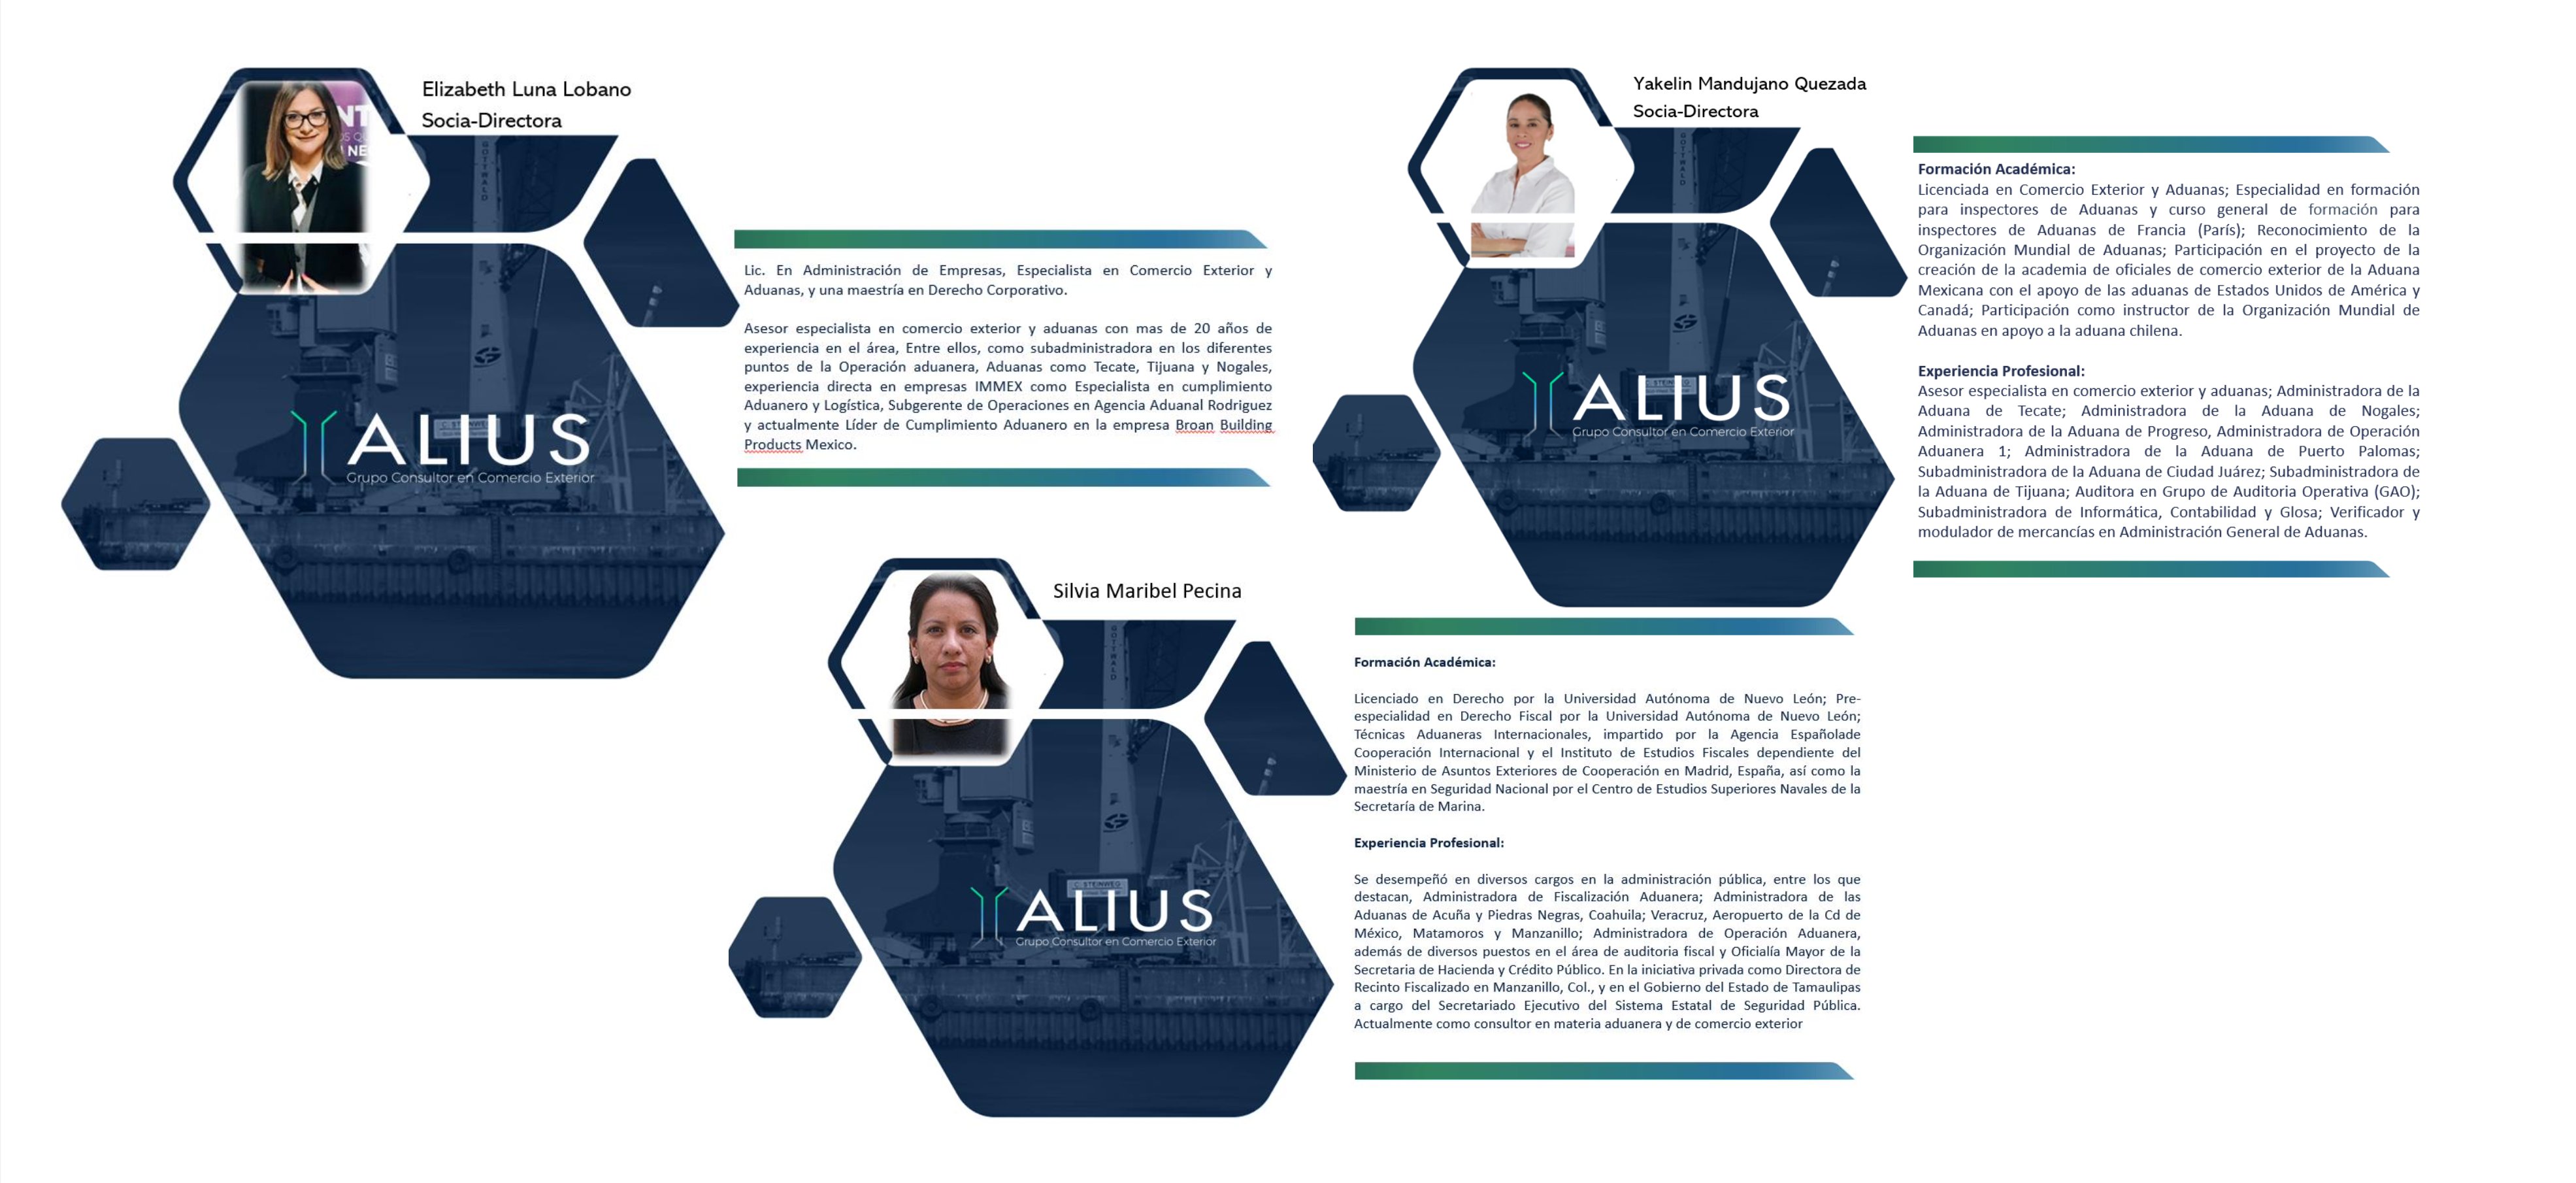 Elizabeth Luna Lobano
Socia-Directora
NT
NE
GOTTWALD
ALIUS
Grupo Consultor en Comercio Exterior
Lic. En Administración de Empresas, Especialista en Comercio Exterior y
Aduanas, y una maestría en Derecho Corporativo.
Asesor especialista en comercio exterior y aduanas con mas de 20 años de
experiencia en el área, Entre ellos, como subadministradora en los diferentes
puntos de la Operación aduanera, Aduanas como Tecate, Tijuana y Nogales,
experiencia directa en empresas IMMEX como Especialista en cumplimiento
Aduanero y Logística, Subgerente de Operaciones en Agencia Aduanal Rodriguez
y actualmente Líder de Cumplimiento Aduanero en la empresa Broan Building
Products Mexico.
Yakelin Mandujano Quezada
Socia-Directora
GOTTWALD
C. STEINWEG
ALIUS
Grupo Consultor en Comercio Exterior
Formación Académica:
Licenciada en Comercio Exterior y Aduanas; Especialidad en formación
para inspectores de Aduanas y curso general de formación para
inspectores de Aduanas de Francia (París); Reconocimiento de la
Organización Mundial de Aduanas; Participación en el proyecto de la
creación de la academia de oficiales de comercio exterior de la Aduana
Mexicana con el apoyo de las aduanas de Estados Unidos de América y
Canadá; Participación como instructor de la Organización Mundial de
Aduanas en apoyo a la aduana chilena.
Experiencia Profesional:
Asesor especialista en comercio exterior y aduanas; Administradora de la
Aduana de Tecate; Administradora de la Aduana de Nogales;
Administradora de la Aduana de Progreso, Administradora de Operación
Aduanera 1; Administradora de la Aduana de Puerto Palomas;
Subadministradora de la Aduana de Ciudad Juárez; Subadministradora de
la Aduana de Tijuana; Auditora en Grupo de Auditoria Operativa (GAO);
Subadministradora de Informática, Contabilidad y Glosa; Verificador y
modulador de mercancías en Administración General de Aduanas.
Silvia Maribel Pecina
GOTTWALD
C. STEINWEG
ALIUS
Grupo Consultor en Comercio Exterior
Formación Académica:
Licenciado en Derecho por la Universidad Autónoma de Nuevo León; Pre-
especialidad en Derecho Fiscal por la Universidad Autónoma de Nuevo León;
Técnicas Aduaneras Internacionales, impartido por la Agencia Españolade
Cooperación Internacional y el Instituto de Estudios Fiscales dependiente del
Ministerio de Asuntos Exteriores de Cooperación en Madrid, España, así como la
maestría en Seguridad Nacional por el Centro de Estudios Superiores Navales de la
Secretaría de Marina.
Experiencia Profesional:
Se desempeñó en diversos cargos en la administración pública, entre los que
destacan, Administradora de Fiscalización Aduanera; Administradora de las
Aduanas de Acuña y Piedras Negras, Coahuila; Veracruz, Aeropuerto de la Cd de
México, Matamoros y Manzanillo; Administradora de Operación Aduanera,
además de diversos puestos en el área de auditoria fiscal y Oficialía Mayor de la
Secretaria de Hacienda y Crédito Público. En la iniciativa privada como Directora de
Recinto Fiscalizado en Manzanillo, Col., y en el Gobierno del Estado de Tamaulipas
a cargo del Secretariado Ejecutivo del Sistema Estatal de Seguridad Pública.
Actualmente como consultor en materia aduanera y de comercio exterior